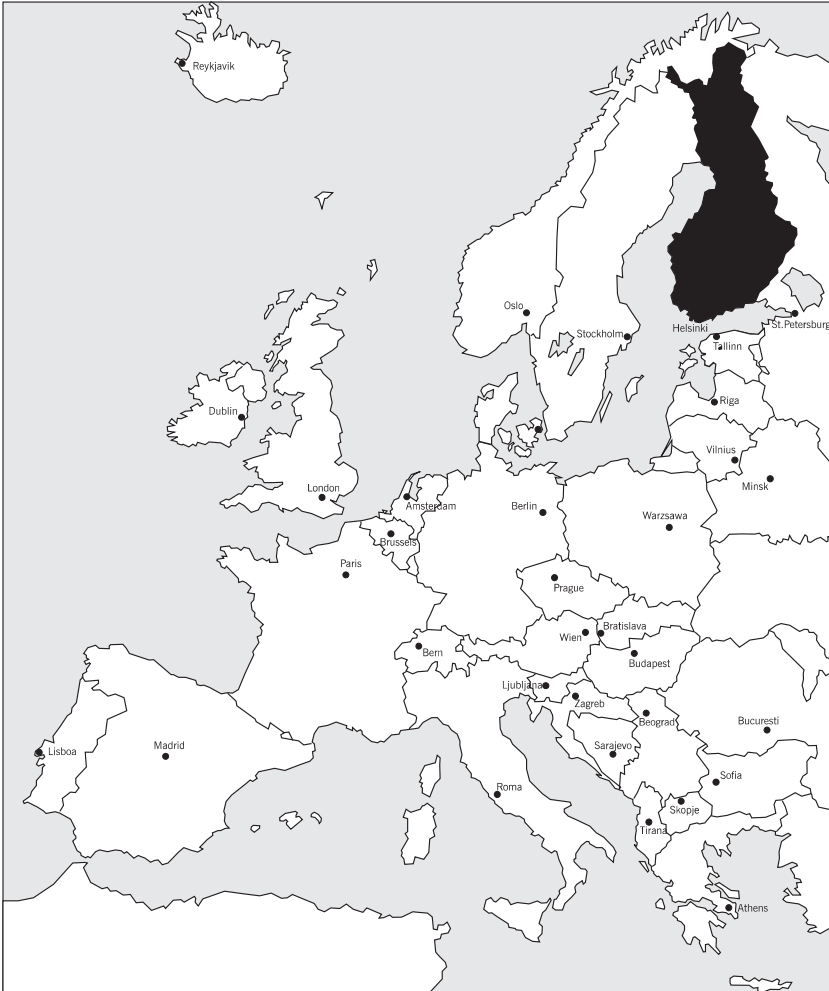 Reykjavik
Oslo
Stockholm
Helsinki
St.Petersburg
Tallinn
Riga
Dublin
Vilnius
Minsk
London
Amsterdam
Berlin
Warzsawa
Brussels
Paris
Prague
Bratislava
Wien
Bern
Budapest
Ljubljana
Zagreb
Beograd
Bucuresti
Lisboa
Madrid
Sarajevo
Sofia
Roma
Skopje
Tirana
Athens